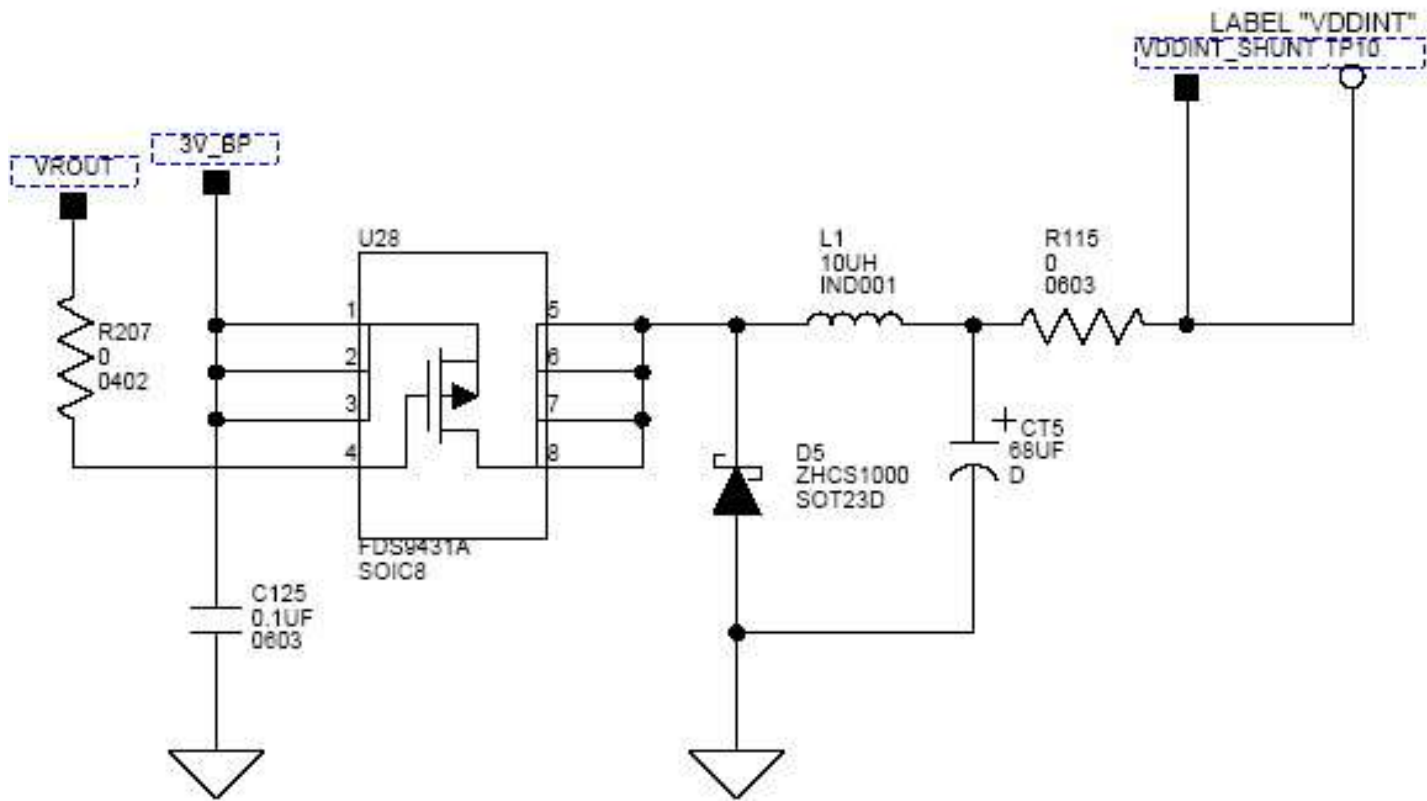 LABEL "VDDINT"
VDDINT_SHUNT TP10
3V_BP
VROUT
U28
L1
10UH
IND001
R115
0
0603
1
2
3
4
5
6
7
8
R207
0
0402
+
CT5
68UF
D
D5
ZHCS1000
SOT23D
FDS9431A
SOIC8
C125
0.1UF
0603